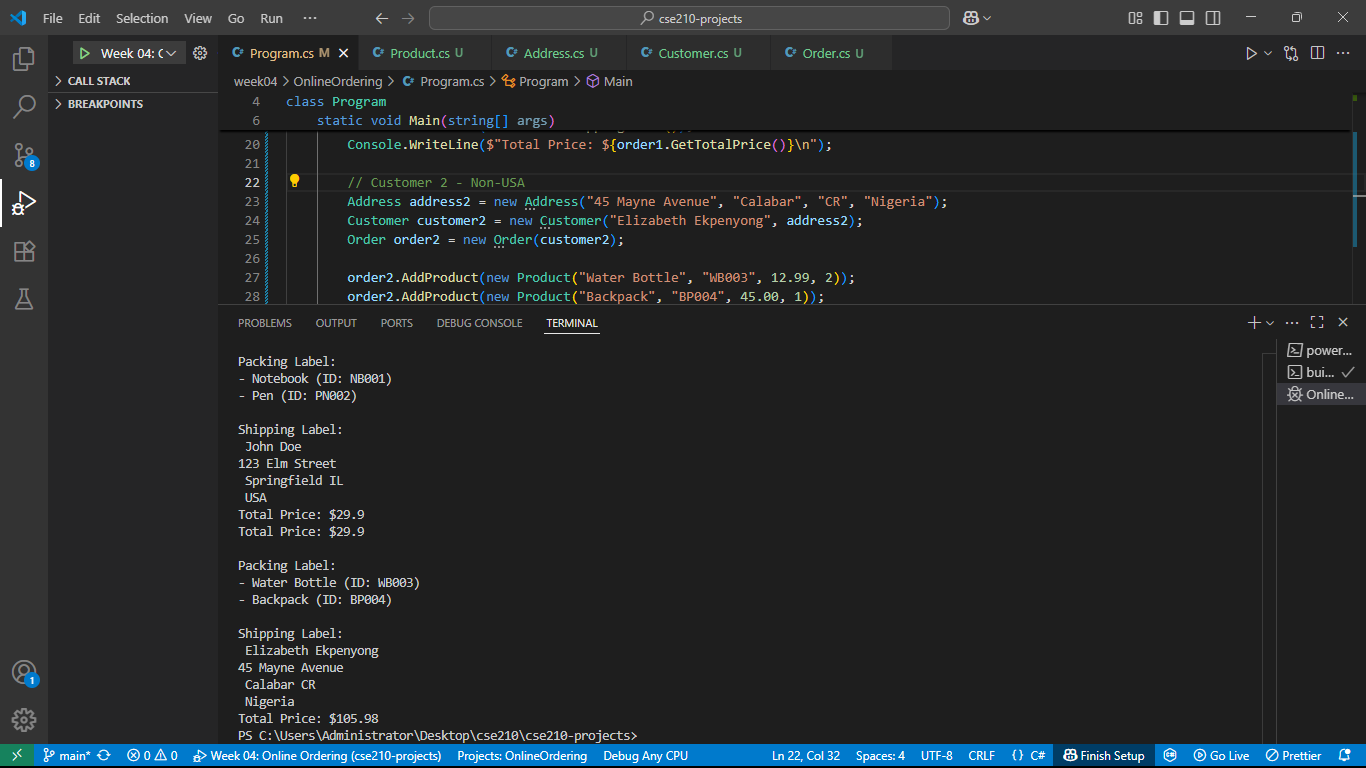 File Edit Selection View Go Run ··· cse210-projects
Week 04: C
Program.cs M Product.cs U Address.cs U Customer.cs U Order.cs U
CALL STACK
BREAKPOINTS
week04 > OnlineOrdering > Program.cs > Program > Main
4 class Program
6 static void Main(string[] args)
20 Console.WriteLine($"Total Price: ${order1.GetTotalPrice()}\n");
21
22 // Customer 2 - Non-USA
23 Address address2 = new Address("45 Mayne Avenue", "Calabar", "CR", "Nigeria");
24 Customer customer2 = new Customer("Elizabeth Ekpenyong", address2);
25 Order order2 = new Order(customer2);
26
27 order2.AddProduct(new Product("Water Bottle", "WB003", 12.99, 2));
28 order2.AddProduct(new Product("Backpack", "BP004", 45.00, 1));
PROBLEMS OUTPUT PORTS DEBUG CONSOLE TERMINAL
power...
bui...
Online...
Packing Label:
- Notebook (ID: NB001)
- Pen (ID: PN002)
Shipping Label:
John Doe
123 Elm Street
Springfield IL
USA
Total Price: $29.9
Total Price: $29.9
Packing Label:
- Water Bottle (ID: WB003)
- Backpack (ID: BP004)
Shipping Label:
Elizabeth Ekpenyong
45 Mayne Avenue
Calabar CR
Nigeria
Total Price: $105.98
PS C:\Users\Administrator\Desktop\cse210\cse210-projects>
8
1
main* 0 0 Week 04: Online Ordering (cse210-projects) Projects: OnlineOrdering Debug Any CPU Ln 22, Col 32 Spaces: 4 UTF-8 CRLF {} C# Finish Setup Go Live Prettier